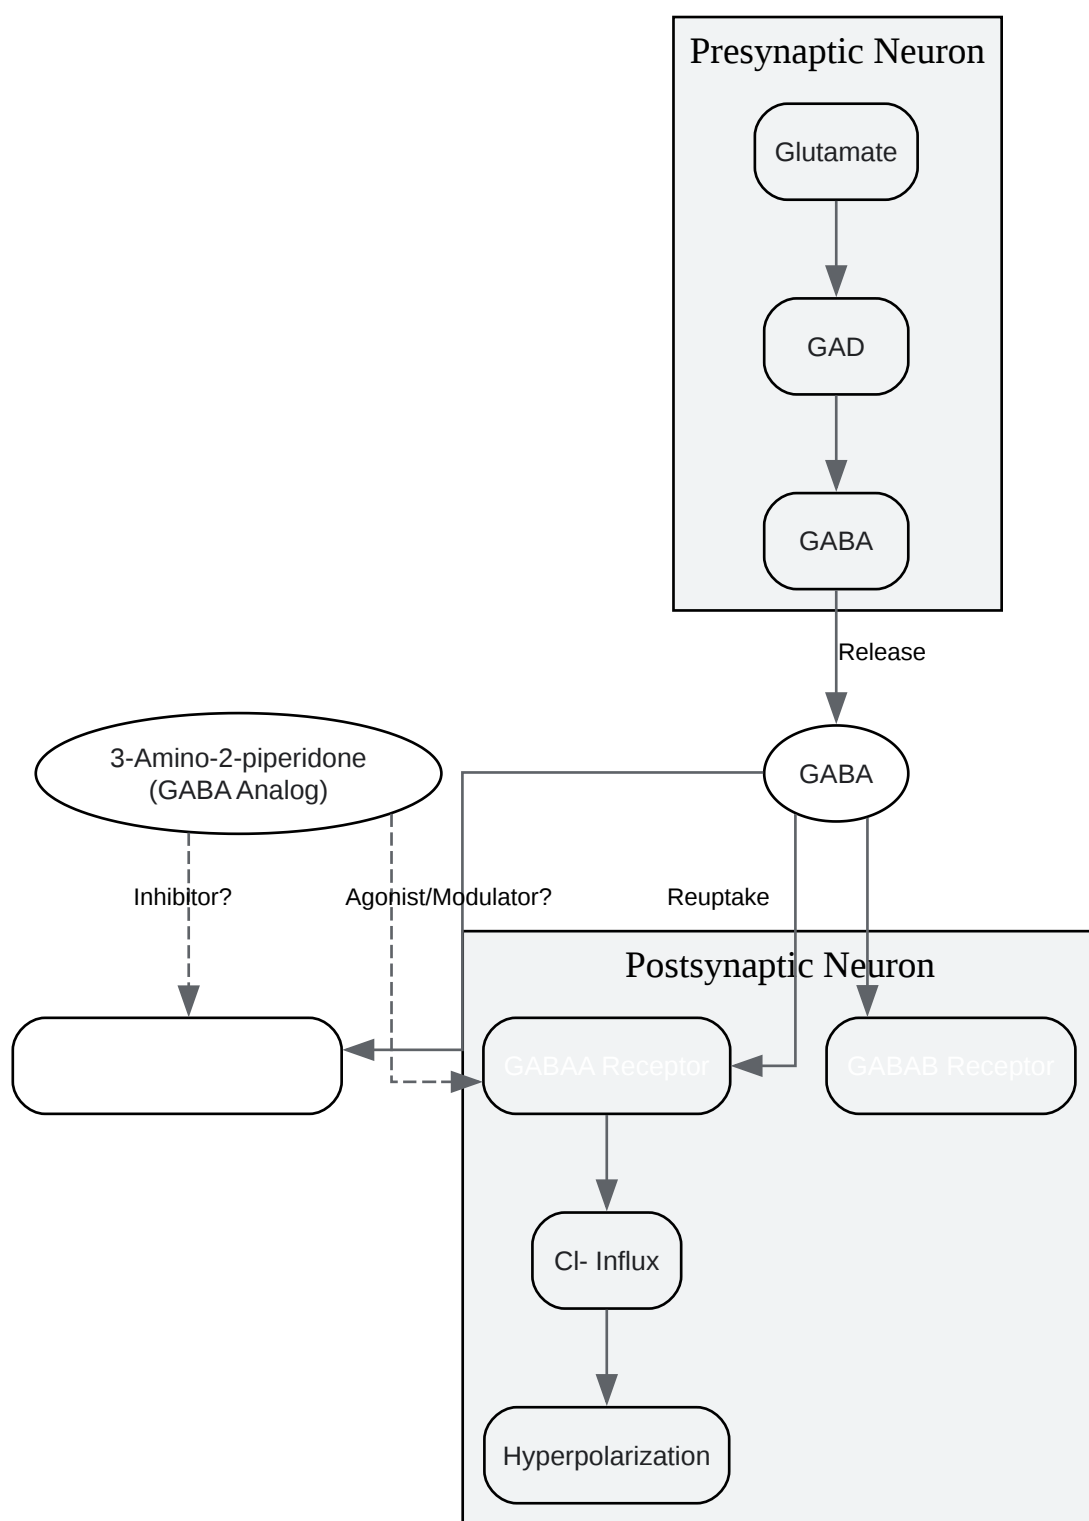 Presynaptic Neuron
Glutamate
GAD
GABA
Release
3-Amino-2-piperidone
(GABA Analog)
GABA
Inhibitor?
Agonist/Modulator?
Reuptake
Postsynaptic Neuron
GABAA Receptor
GABAB Receptor
Cl- Influx
Hyperpolarization